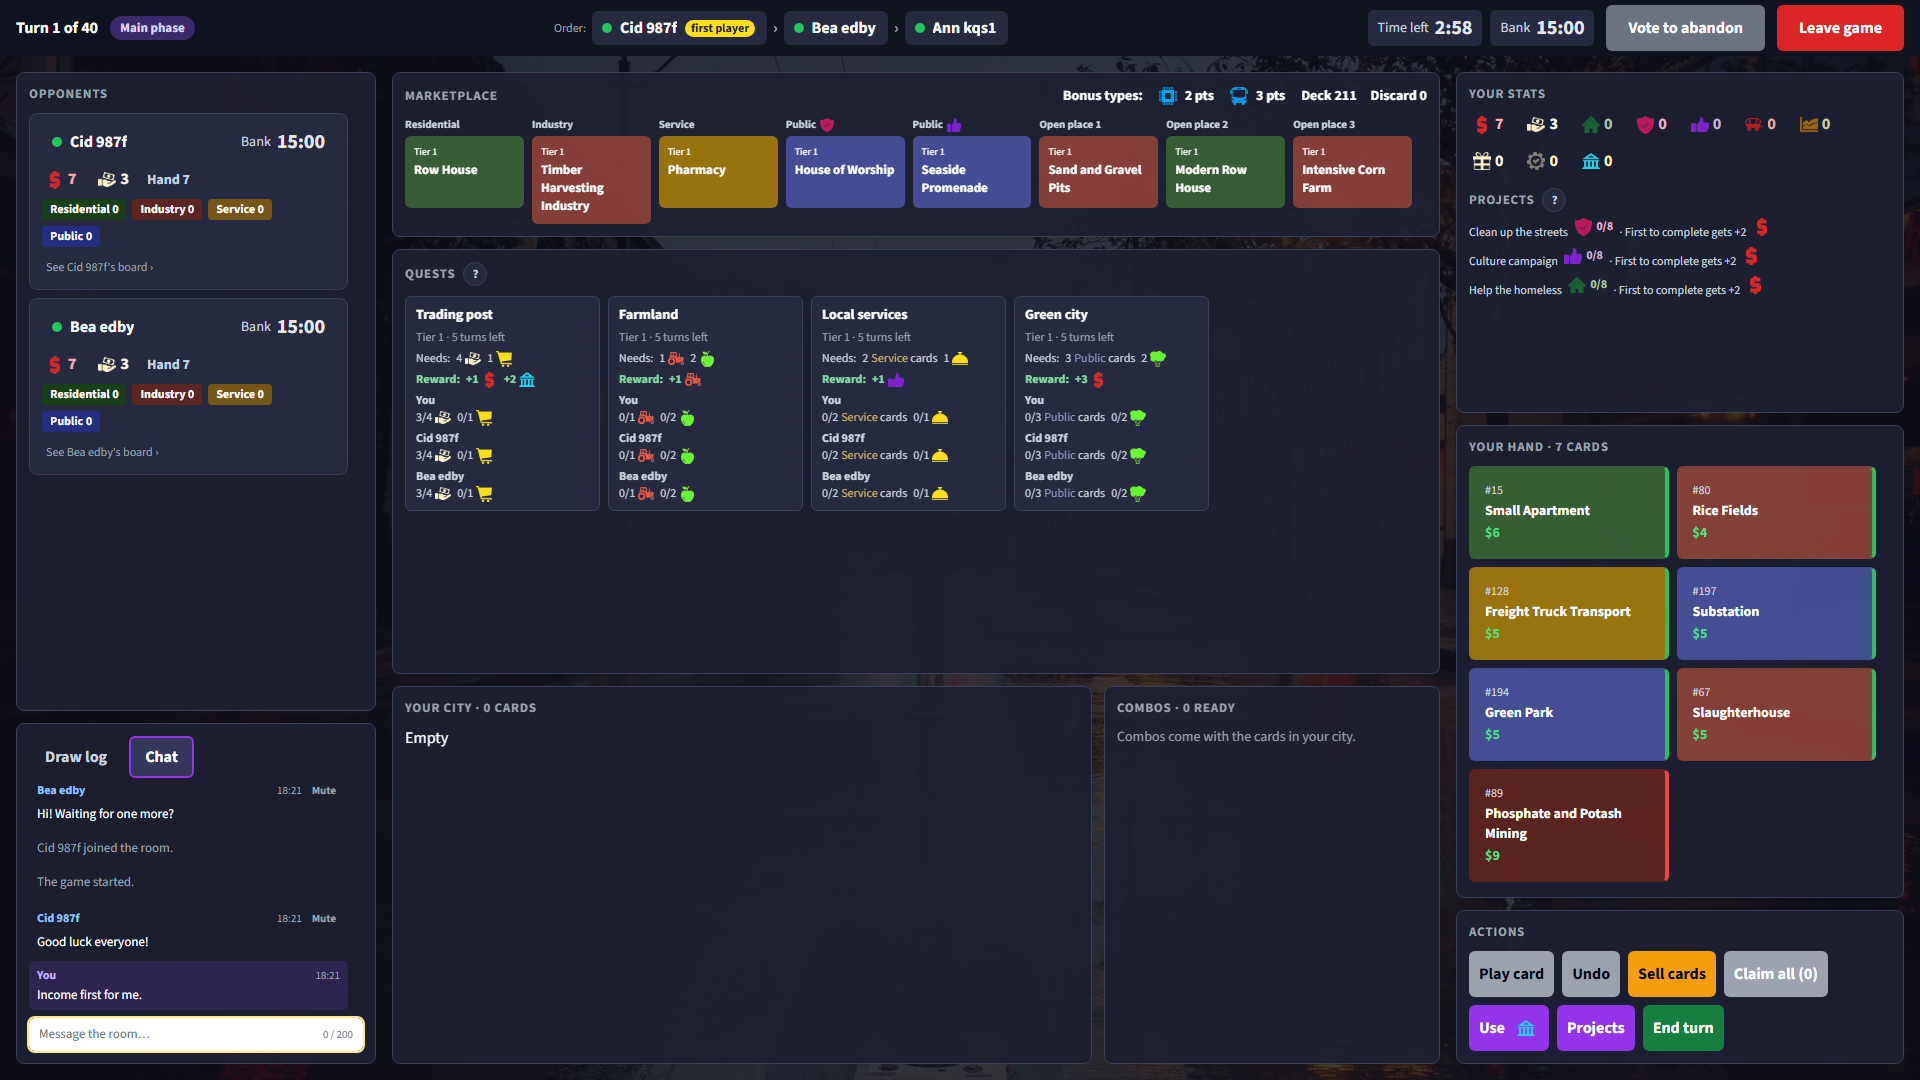 Turn 1 of 40 Main phase
Order: Cid 987f first player › Bea edby › Ann kqs1
Time left 2:58 Bank 15:00 Vote to abandon Leave game
OPPONENTS
Cid 987f Bank 15:00
7 3 Hand 7
Residential 0 Industry 0 Service 0
Public 0
See Cid 987f's board ›
Bea edby Bank 15:00
7 3 Hand 7
Residential 0 Industry 0 Service 0
Public 0
See Bea edby's board ›
Draw log Chat
Bea edby 18:21 Mute
Hi! Waiting for one more?
Cid 987f joined the room.
The game started.
Cid 987f 18:21 Mute
Good luck everyone!
You 18:21
Income first for me.
Message the room… 0 / 200
MARKETPLACE
Bonus types: 2 pts 3 pts Deck 211 Discard 0
Residential Industry Service Public Public Open place 1 Open place 2 Open place 3
Tier 1
Row House
Tier 1
Timber
Harvesting
Industry
Tier 1
Pharmacy
Tier 1
House of Worship
Tier 1
Seaside
Promenade
Tier 1
Sand and Gravel
Pits
Tier 1
Modern Row
House
Tier 1
Intensive Corn
Farm
QUESTS ?
Trading post
Tier 1 · 5 turns left
Needs: 4 1
Reward: +1 $ +2
You
3/4 0/1
Cid 987f
3/4 0/1
Bea edby
3/4 0/1
Farmland
Tier 1 · 5 turns left
Needs: 1 2
Reward: +1
You
0/1 0/2
Cid 987f
0/1 0/2
Bea edby
0/1 0/2
Local services
Tier 1 · 5 turns left
Needs: 2 Service cards 1
Reward: +1
You
0/2 Service cards 0/1
Cid 987f
0/2 Service cards 0/1
Bea edby
0/2 Service cards 0/1
Green city
Tier 1 · 5 turns left
Needs: 3 Public cards 2
Reward: +3 $
You
0/3 Public cards 0/2
Cid 987f
0/3 Public cards 0/2
Bea edby
0/3 Public cards 0/2
YOUR CITY · 0 CARDS
Empty
COMBOS · 0 READY
Combos come with the cards in your city.
YOUR STATS
$ 7 3 0 0 0 0 0
0 0 0
PROJECTS ?
Clean up the streets 0/8 · First to complete gets +2 $
Culture campaign 0/8 · First to complete gets +2 $
Help the homeless 0/8 · First to complete gets +2 $
YOUR HAND · 7 CARDS
#15
Small Apartment
$6
#80
Rice Fields
$4
#128
Freight Truck Transport
$5
#197
Substation
$5
#194
Green Park
$5
#67
Slaughterhouse
$5
#89
Phosphate and Potash
Mining
$9
ACTIONS
Play card Undo Sell cards Claim all (0)
Use Projects End turn